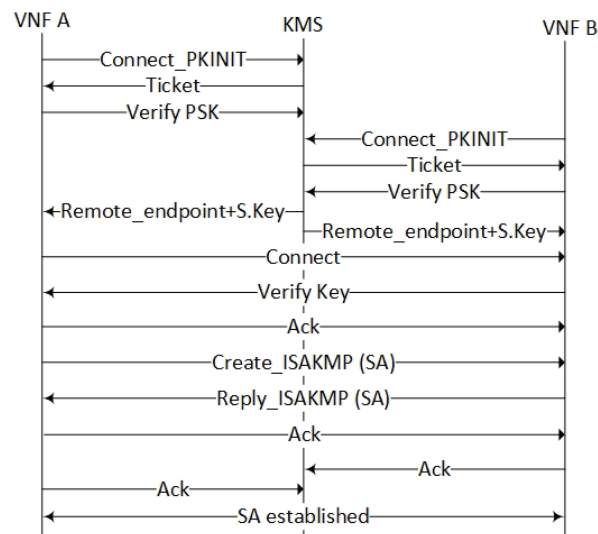 VNF A
KMS
VNF B
Connect_PKINIT
Ticket
Verify PSK
Connect_PKINIT
Ticket
Verify PSK
Remote_endpoint+S.Key
Remote_endpoint+S.Key
Connect
Verify Key
Ack
Create_ISAKMP (SA)
Reply_ISAKMP (SA)
Ack
Ack
Ack
SA established